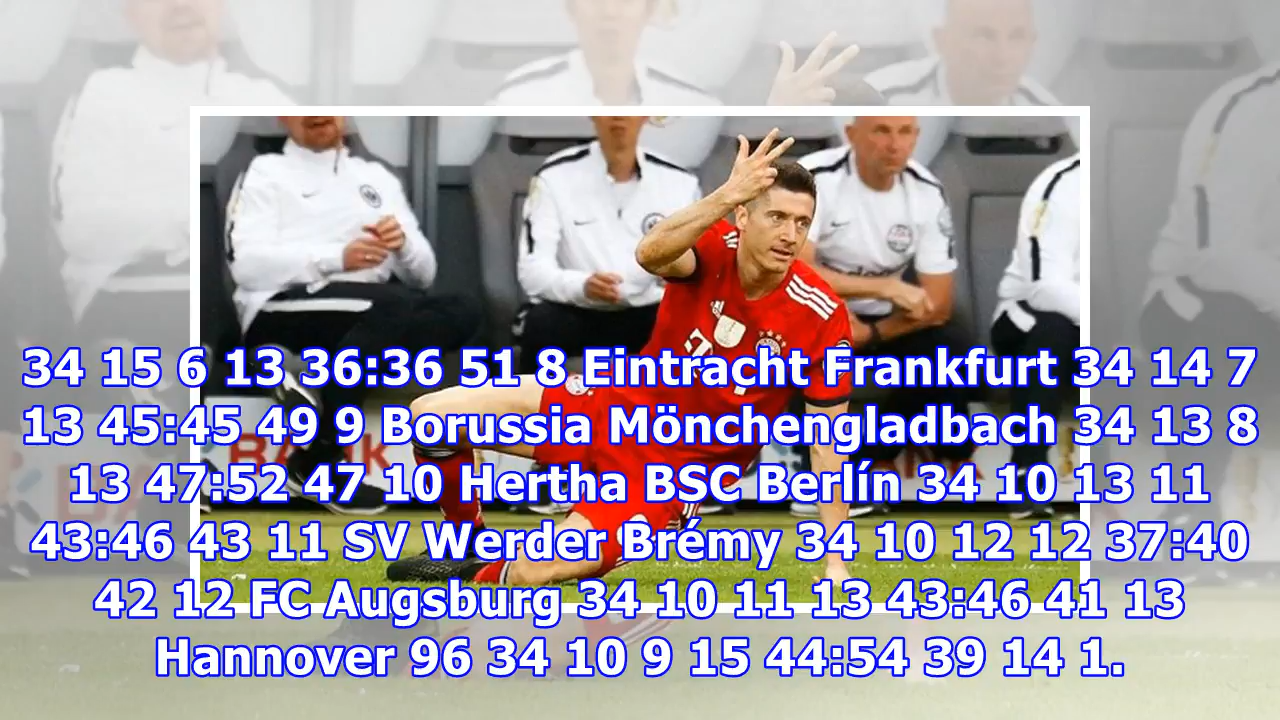 34 15 6 13 36:36 51 8 Eintracht Frankfurt 34 14 7
13 45:45 49 9 Borussia Mönchengladbach 34 13 8
13 47:52 47 10 Hertha BSC Berlín 34 10 13 11
43:46 43 11 SV Werder Brémy 34 10 12 12 37:40
42 12 FC Augsburg 34 10 11 13 43:46 41 13
Hannover 96 34 10 9 15 44:54 39 14 1.